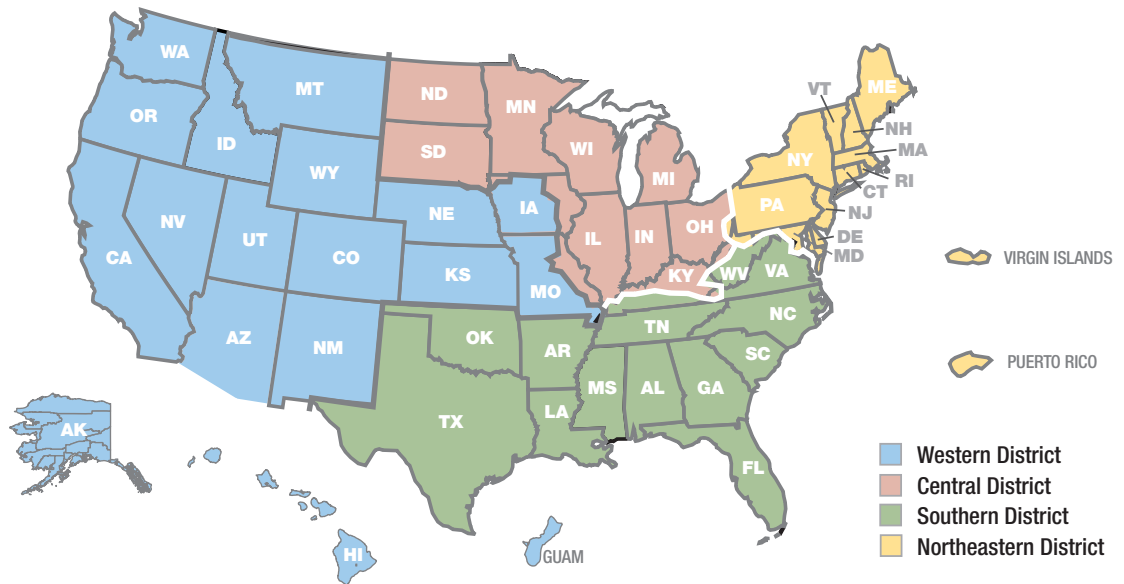 WA
MT
ND
MN
ME
VT
OR
ID
SD
WI
NH
MA
NY
MI
WY
RI
CT
PA
NE
IA
NJ
NV
OH
UT
IL
IN
DE
CO
MD
CA
VIRGIN ISLANDS
KS
KY
WV
VA
MO
NC
TN
AZ
OK
NM
AR
SC
PUERTO RICO
MS
AL
GA
LA
TX
AK
FL
HI
GUAM
Western District
Central District
Southern District
Northeastern District